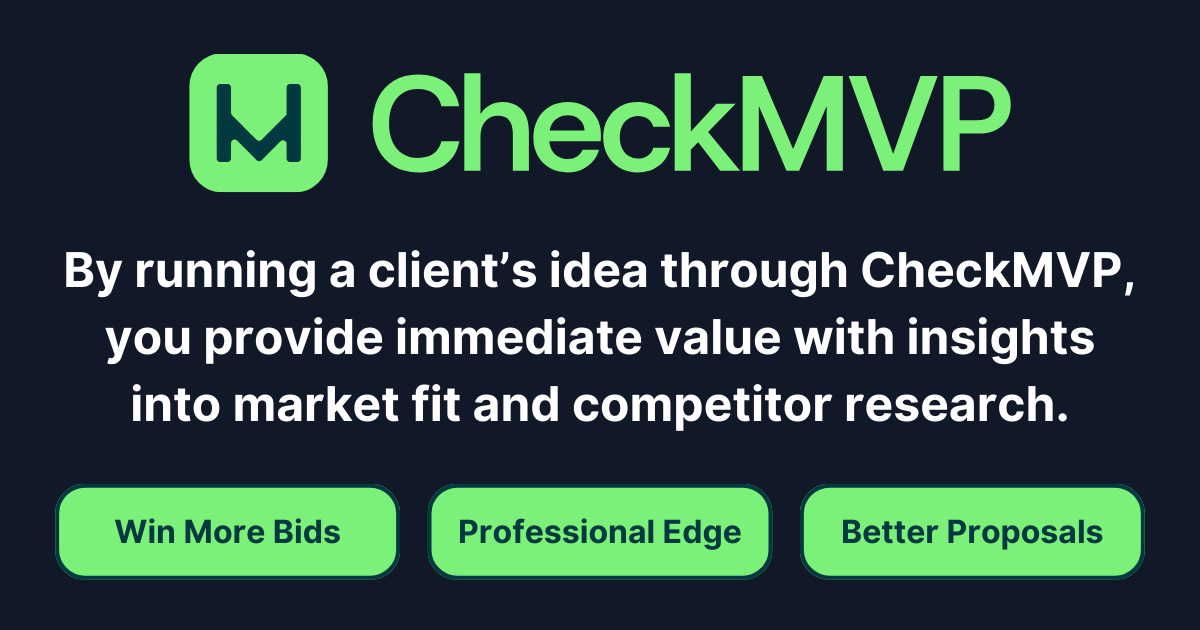 CheckMVP
By running a client’s idea through CheckMVP,
you provide immediate value with insights
into market fit and competitor research.
Win More Bids
Professional Edge
Better Proposals